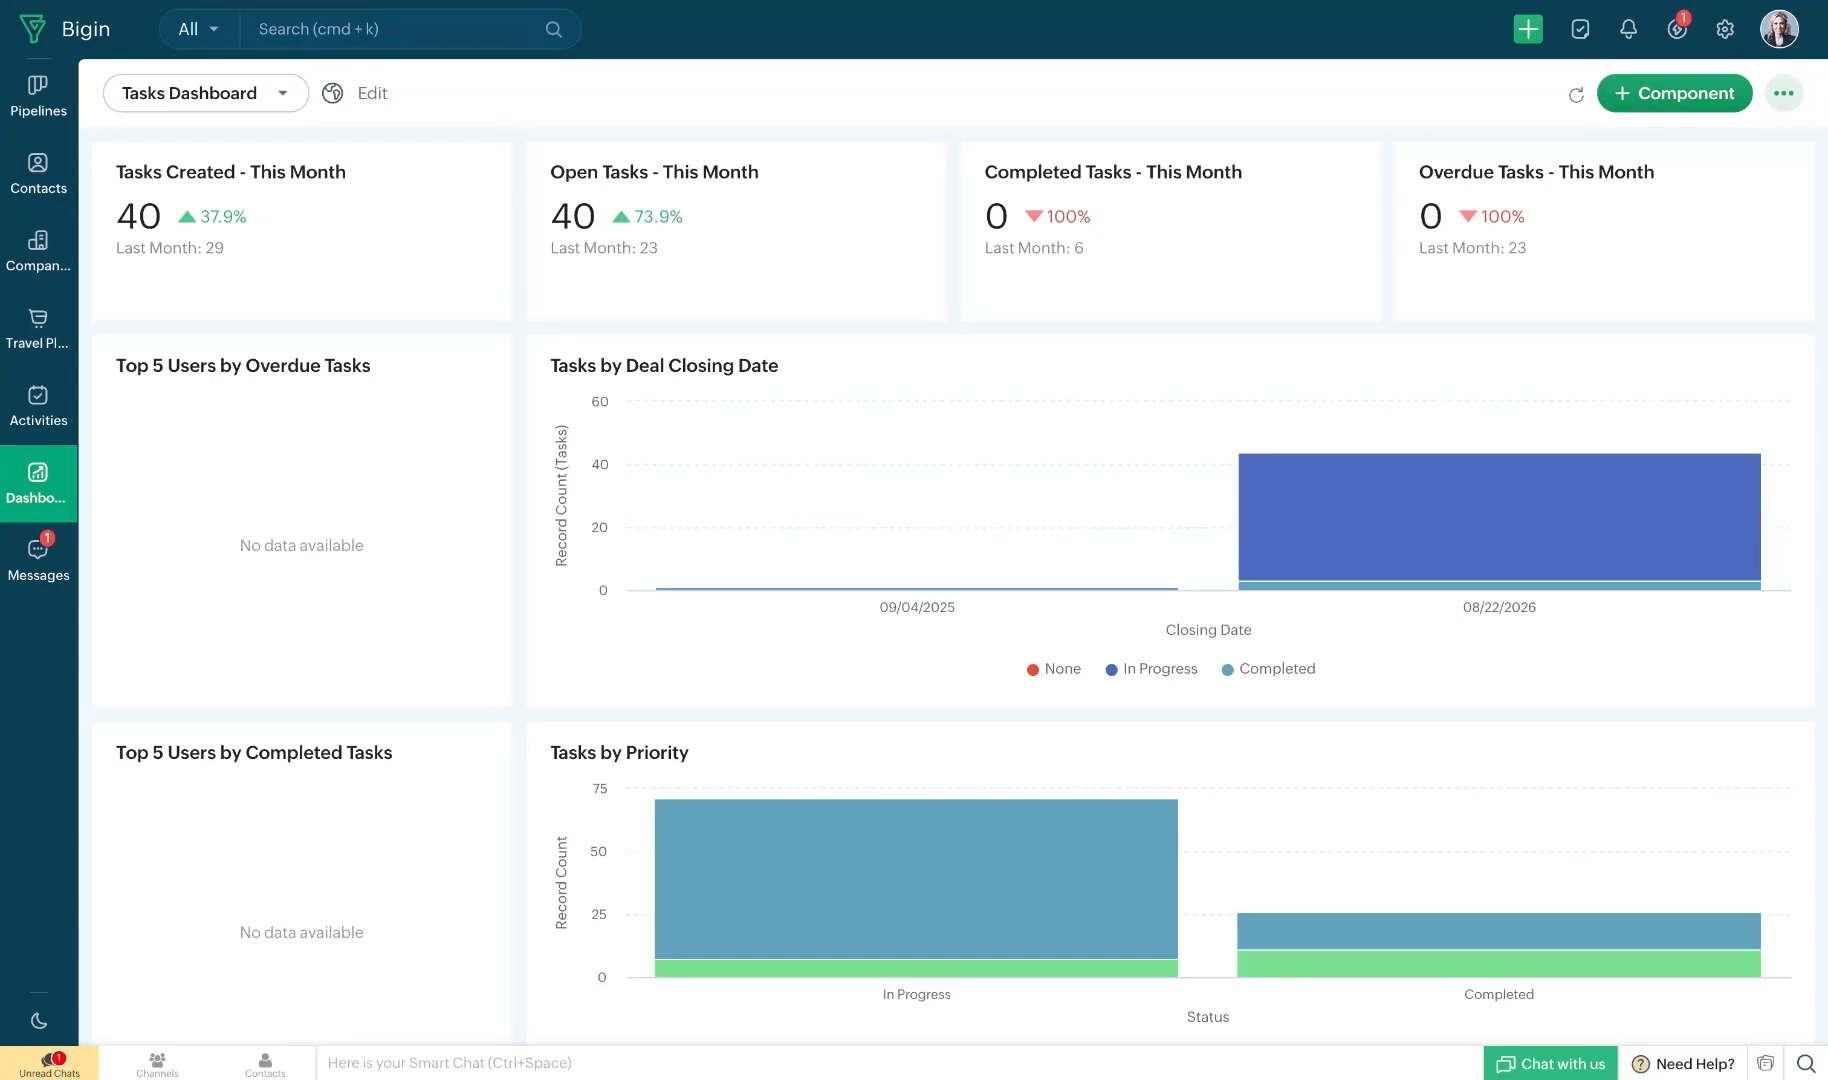 Bigin
All
Search (cmd + k)
1
Pipelines
Contacts
Compan...
Travel Pl...
Activities
Dashbo...
1
Messages
Tasks Dashboard
Edit
+ Component
Tasks Created - This Month
40 37.9%
Last Month: 29
Open Tasks - This Month
40 73.9%
Last Month: 23
Completed Tasks - This Month
0 100%
Last Month: 6
Overdue Tasks - This Month
0 100%
Last Month: 23
Top 5 Users by Overdue Tasks
No data available
Tasks by Deal Closing Date
Record Count (Tasks)
60
40
20
0
09/04/2025
08/22/2026
Closing Date
None
In Progress
Completed
Top 5 Users by Completed Tasks
No data available
Tasks by Priority
Record Count
75
50
25
0
In Progress
Completed
Status
1
Unread Chats
Channels
Contacts
Here is your Smart Chat (Ctrl+Space)
Chat with us
? Need Help?